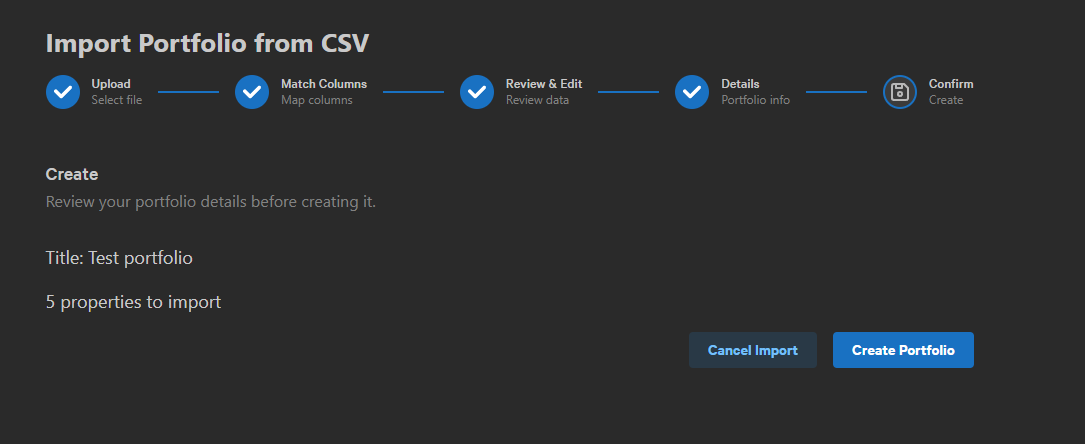 Import Portfolio from CSV
Upload
Select file
Match Columns
Map columns
Review & Edit
Review data
Details
Portfolio info
Confirm
Create
Create
Review your portfolio details before creating it.
Title: Test portfolio
5 properties to import
Cancel Import
Create Portfolio